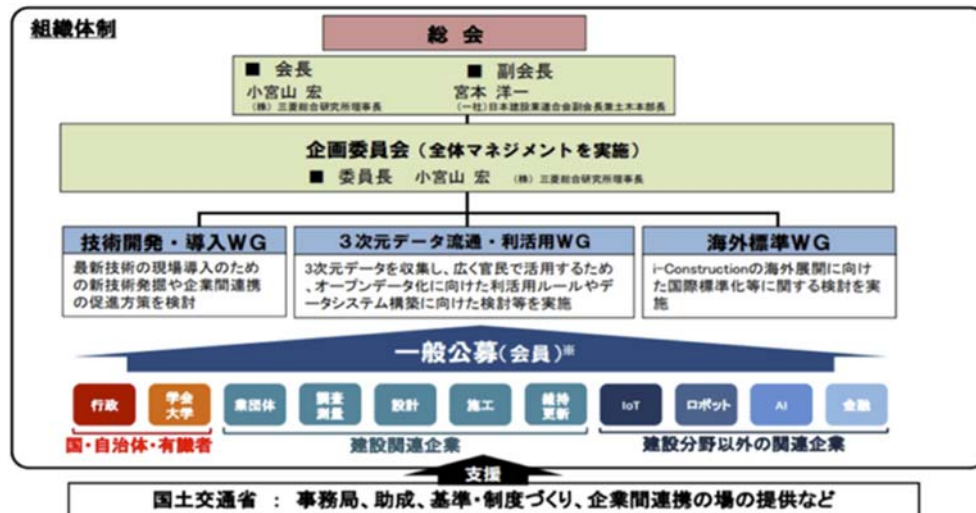 組織体制
総 会
■ 会長
小宮山 宏
(株)三菱総合研究所理事長
■ 副会長
宮本 洋一
(一社)日本建設業連合会副会長兼土木本部長
企画委員会(全体マネジメントを実施)
■ 委員長 小宮山 宏 (株)三菱総合研究所理事長
技術開発・導入WG
最新技術の現場導入のため
の新技術発掘や企業間連携
の促進方策を検討
3次元データ流通・利活用WG
3次元データを収集し、広く官民で活用するため
、オープンデータ化に向けた利活用ルールやデ
ータシステム構築に向けた検討等を実施
海外標準WG
i-Constructionの海外展開に向け
た国際標準化等に関する検討を実
施
一般公募(会員)※
行政
学会
大学
業団体
調査
測量
設計
施工
維持
更新
IoT
ロボット
AI
金融
国・自治体・有識者
建設関連企業
建設分野以外の関連企業
支援
国土交通省 : 事務局、助成、基準・制度づくり、企業間連携の場の提供など